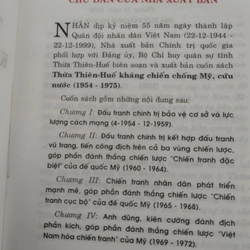 CHÚ DẪN CỦA NHÀ XUẤT BẢN
NHÂN dịp kỷ niệm 55 năm ngày thành lập
Quân đội nhân dân Việt Nam (22-12-1944 -
22-12-1999), Nhà xuất bản Chính trị quốc gia
phối hợp với Đảng ủy, Bộ Chỉ huy quân sự tỉnh
Thừa Thiên-Huế biên soạn và xuất bản cuốn sách
Thừa Thiên-Huế kháng chiến chống Mỹ, cứu
nước (1954 - 1975).
Cuốn sách gồm những nội dung sau:
Chương I: Đấu tranh chính trị bảo vệ cơ sở và
lực lượng cách mạng (4-1954 - 12-1959).
Chương II: Đấu tranh chính trị kết hợp đấu tranh
vũ trang, tiến công địch trên cả ba vùng chiến lược,
góp phần đánh thắng chiến lược 'Chiến tranh đặc
biệt' của đế quốc Mỹ (1960 - 1964).
Chương III: Chiến tranh nhân dân phát triển
mạnh mẽ, góp phần đánh thắng chiến lược 'Chiến
tranh cục bộ' của đế quốc Mỹ (1965 - 1968).
Chương IV: Anh dũng, kiên cường đánh địch
phản kích, góp phần đánh thắng chiến lược 'Việt
Nam hóa chiến tranh' của Mỹ (1969 - 1972).